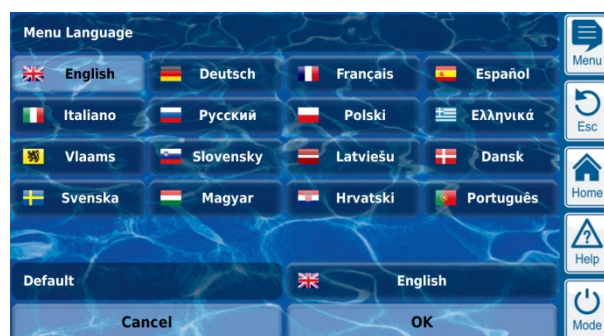 Menu Language
English Deutsch Français Español
Italiano Русский Polski Ελληνικά
Vlaams Slovensky Latviešu Dansk
Svenska Magyar Hrvatski Português
Default English
Cancel OK
Menu
Esc
Home
Help
Mode